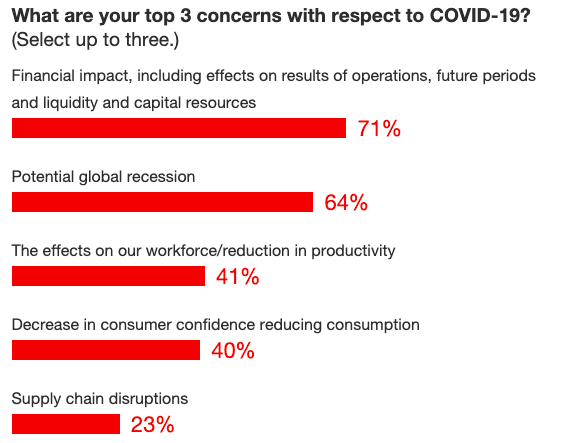 What are your top 3 concerns with respect to COVID-19?
(Select up to three.)
Financial impact, including effects on results of operations, future periods
and liquidity and capital resources
71%
Potential global recession
64%
The effects on our workforce/reduction in productivity
41%
Decrease in consumer confidence reducing consumption
40%
Supply chain disruptions
23%